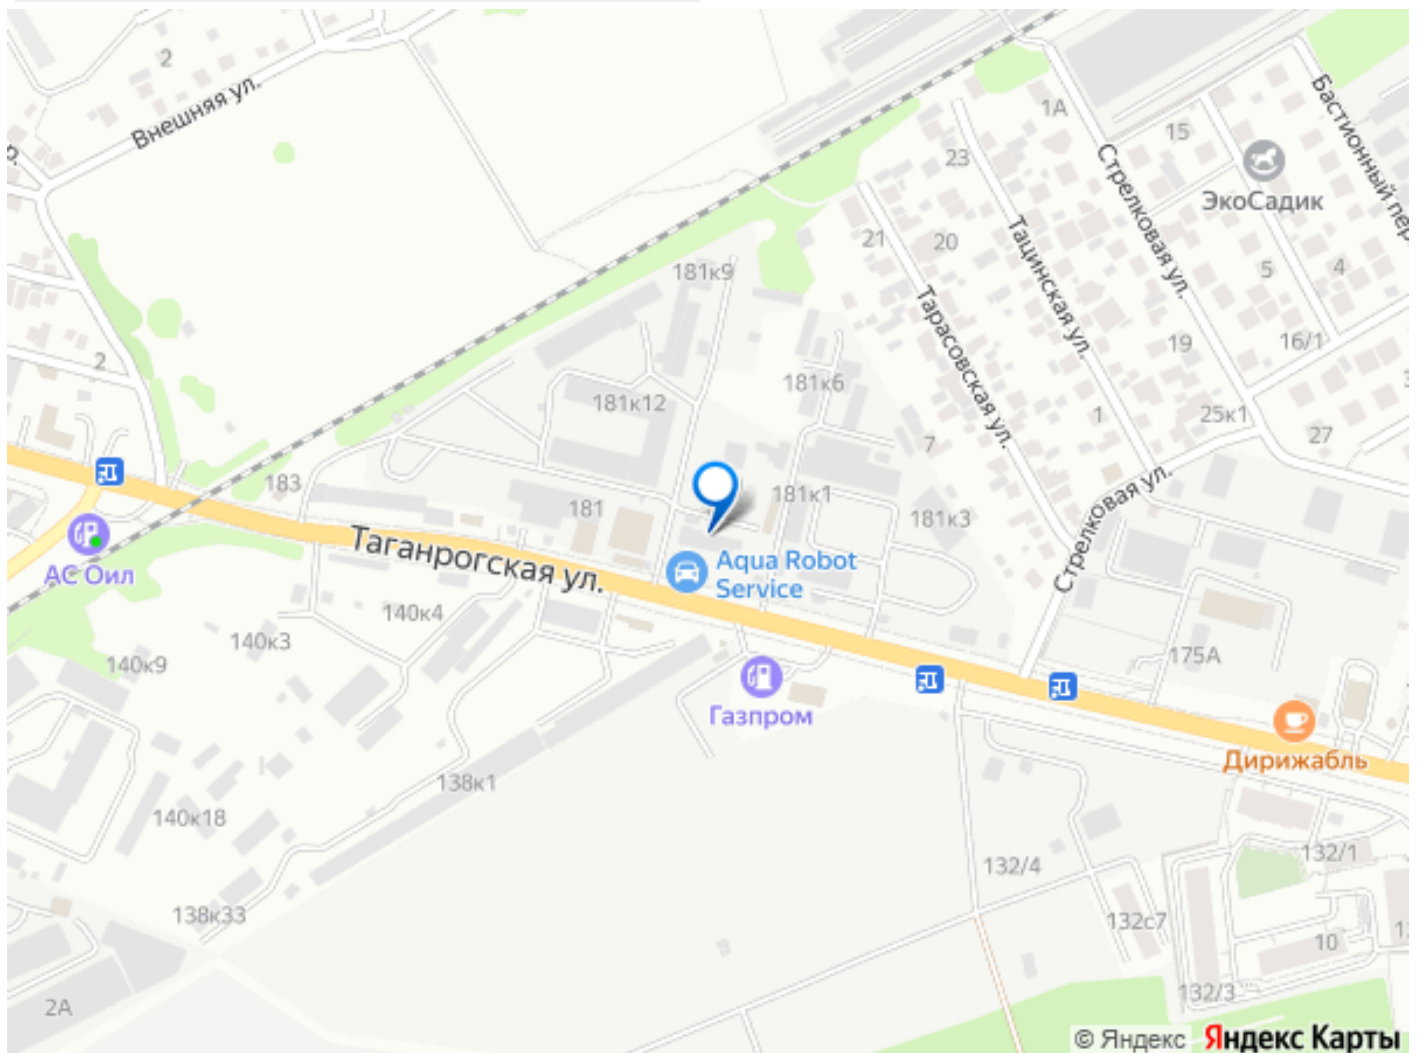 2
Внешняя ул.
1А
15
23
ЭкоСадик
Бастионный пер
Стрелковая ул.
Тацинская ул.
21
20
5
4
181к9
Тарасовская ул.
19
16/1
2
181к6
181к12
1
25к1
7
27
183
181
181к1
181к3
Стрелковая ул.
АС Оил
Таганрогская ул.
Aqua Robot
Service
140к4
140к3
140к9
175А
Газпром
Дирижабль
138к1
140к18
132/1
132/4
138к33
132с7
10
132/3
2А
© Яндекс
Яндекс Карты